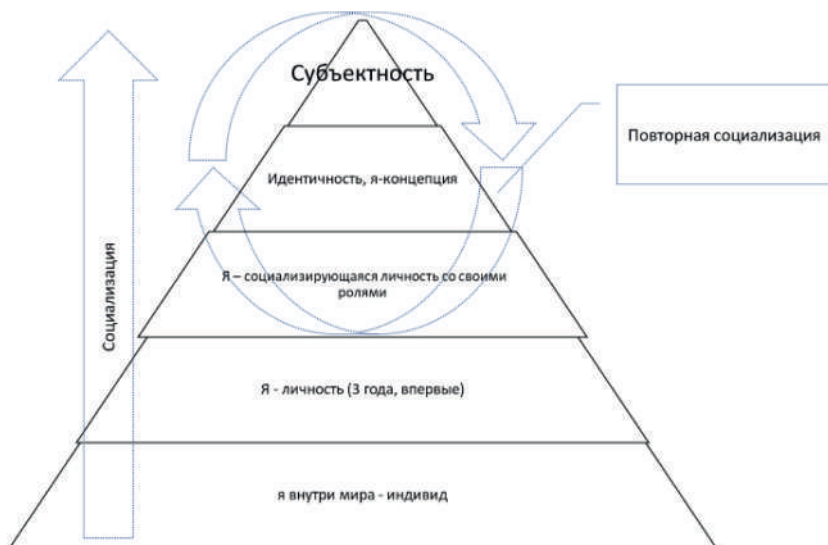 Субъектность
Повторная социализация
Идентичность, я-концепция
Социализация
Я – социализирующаяся личность со своими
ролями
Я - личность (3 года, впервые)
я внутри мира - индивид